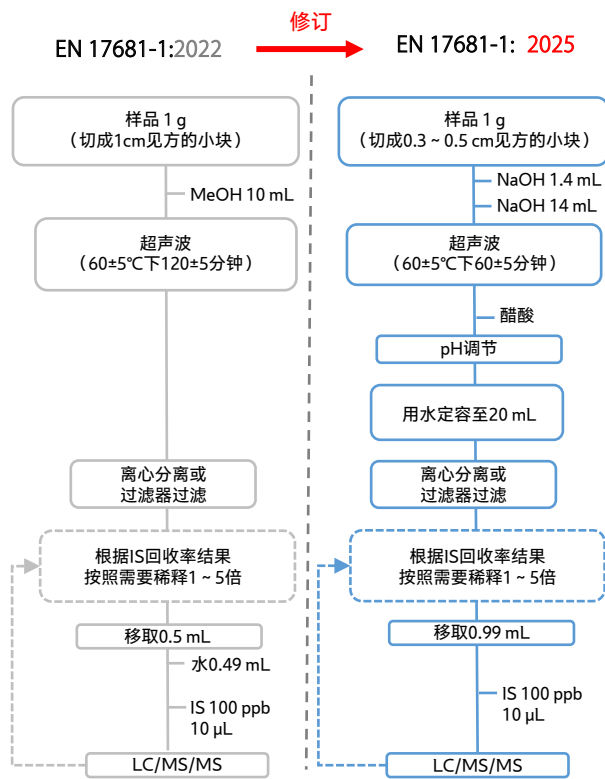 修订
EN 17681-1:2022
EN 17681-1: 2025
样品 1 g
（切成1cm见方的小块）
MeOH 10 mL
超声波
（60±5℃下120±5分钟）
离心分离或
过滤器过滤
根据IS回收率结果
按照需要稀释1 ~ 5倍
移取0.5 mL
水0.49 mL
IS 100 ppb
10 µL
LC/MS/MS
样品 1 g
（切成0.3 ~ 0.5 cm见方的小块）
NaOH 1.4 mL
NaOH 14 mL
超声波
（60±5℃下60±5分钟）
醋酸
pH调节
用水定容至20 mL
离心分离或
过滤器过滤
根据IS回收率结果
按照需要稀释1 ~ 5倍
移取0.99 mL
IS 100 ppb
10 µL
LC/MS/MS